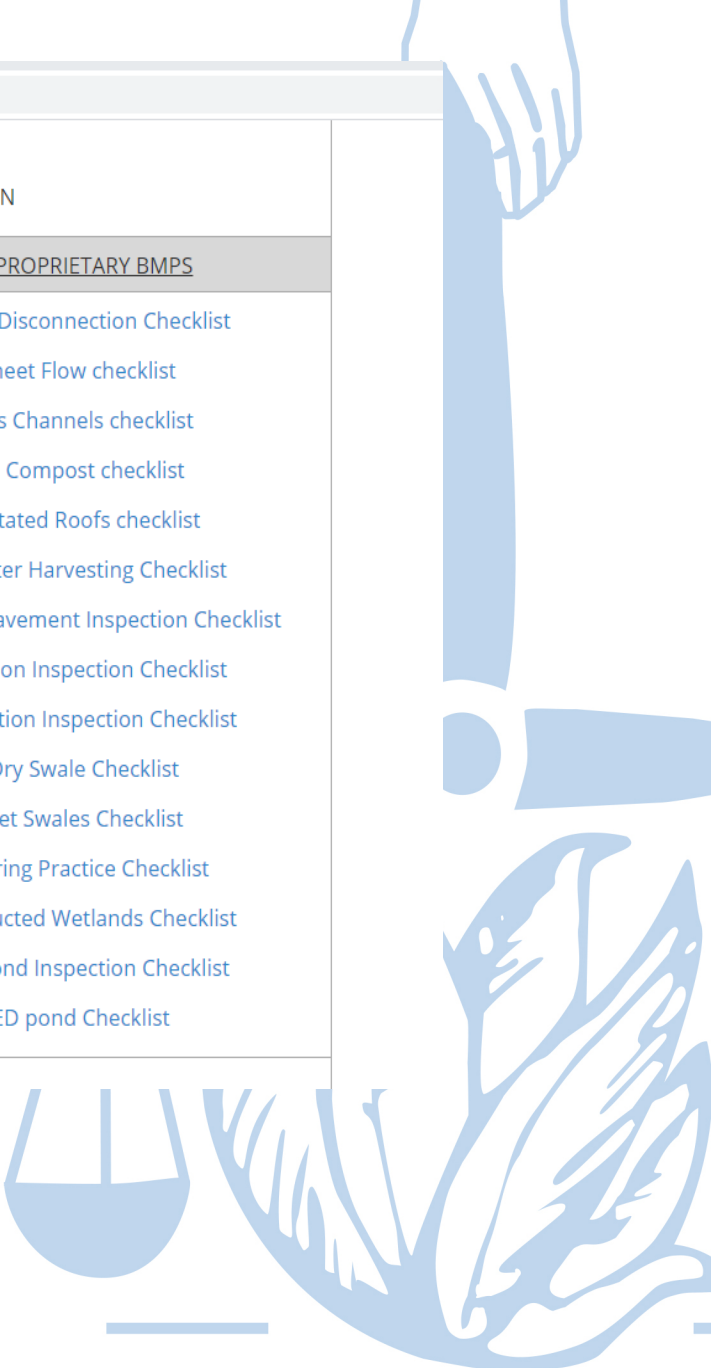 N
PROPRIETARY BMPS
Disconnection Checklist
Flow checklist
s Channels checklist
Compost checklist
tated Roofs checklist
ter Harvesting Checklist
avement Inspection Checklist
on Inspection Checklist
tion Inspection Checklist
Dry Swale Checklist
et Swales Checklist
ring Practice Checklist
ucted Wetlands Checklist
ond Inspection Checklist
ED pond Checklist